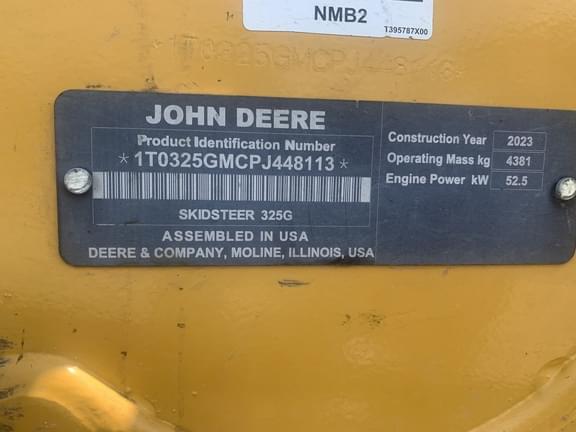 NMB2
T395787X00
JOHN DEERE
Product Identification Number
*1T0325GMCPJ448113*
SKIDSTEER 325G
ASSEMBLED IN USA
DEERE & COMPANY, MOLINE, ILLINOIS, USA
Construction Year 2023
Operating Mass kg 4381
Engine Power kW 52.5